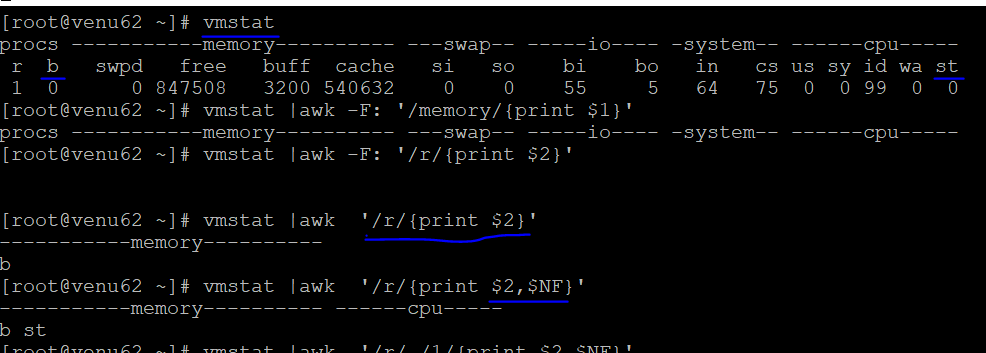 [root@venu62 ~]# vmstat
procs -----------memory---------- ---swap-- -----io---- -system-- ------cpu-----
r b swpd free buff cache si so bi bo in cs us sy id wa st
1 0 0 847508 3200 540632 0 0 55 5 64 75 0 0 99 0 0
[root@venu62 ~]# vmstat |awk -F: '/memory/{print $1}'
procs -----------memory---------- ---swap-- -----io---- -system-- ------cpu-----
[root@venu62 ~]# vmstat |awk -F: '/r/{print $2}'
[root@venu62 ~]# vmstat |awk '/r/{print $2}'
-----------memory----------
b
[root@venu62 ~]# vmstat |awk '/r/{print $2,$NF}'
-----------memory---------- ------cpu-----
b st
[root@venu62 ~]# vmstat |awk